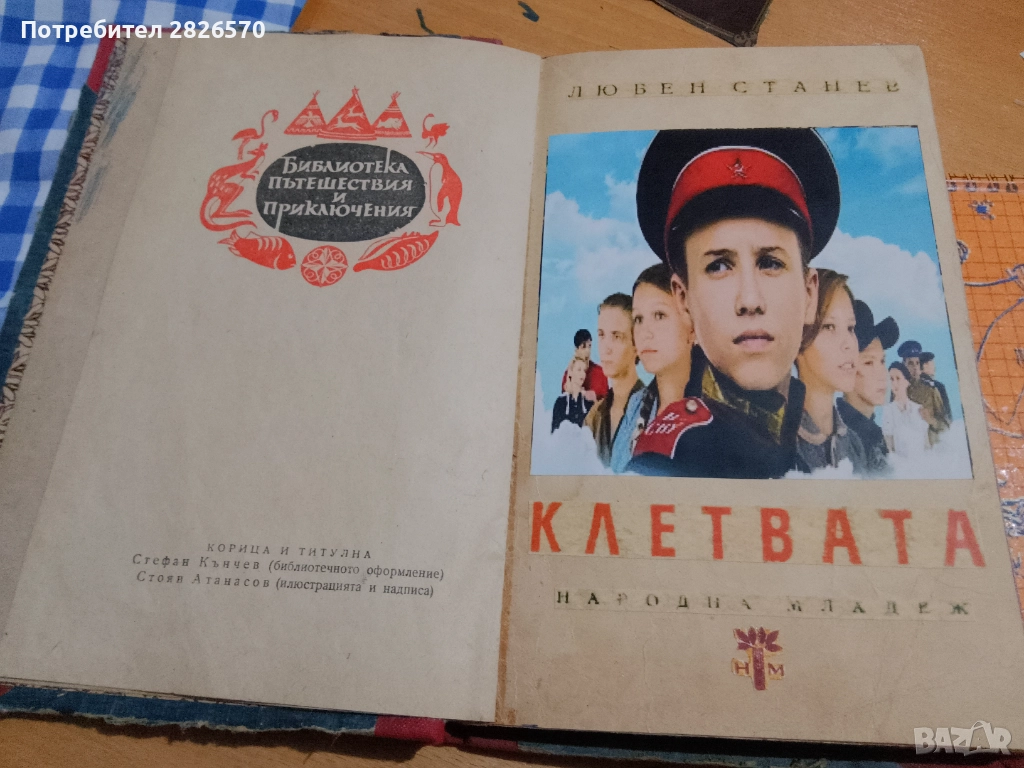 Потребител 2826570
БИБЛИОТЕКА
ПЪТЕШЕСТВИЯ
И
ПРИКЛЮЧЕНИЯ
КОРИЦА И ТИТУЛНА
Стефан Кънчев (библиотечното оформление)
Стоян Атанасов (илюстрацията и надписа)
ЛЮБЕН СТАНЕВ
КЛЕТВАТА
НАРОДНА МЛАДЕЖ
НМ
BAZAR